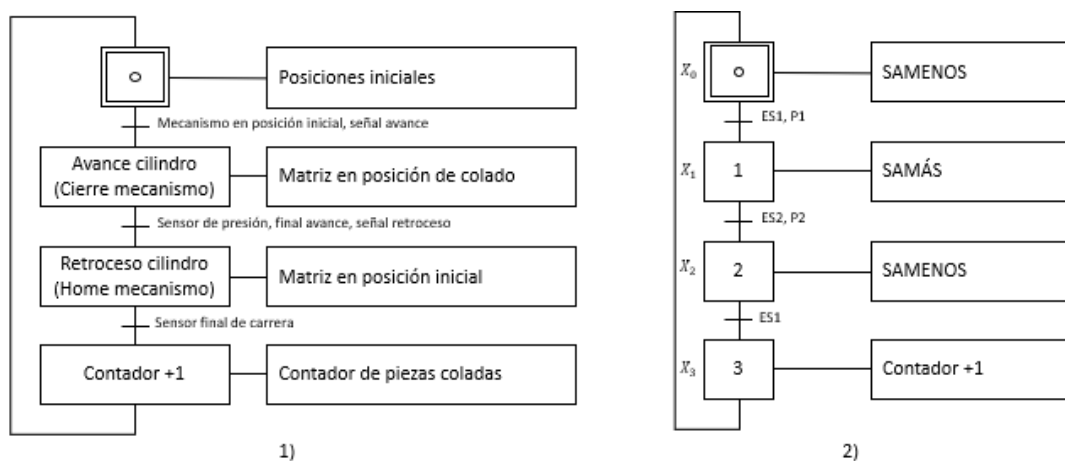 Posiciones iniciales
Mecanismo en posición inicial, señal avance
Avance cilindro
(Cierre mecanismo)
Matriz en posición de colado
Sensor de presión, final avance, señal retroceso
Retroceso cilindro
(Home mecanismo)
Matriz en posición inicial
Sensor final de carrera
Contador +1
Contador de piezas coladas
1)
X₀
0
SAMENOS
ES1, P1
X₁
1
SAMÁS
ES2, P2
X₂
2
SAMENOS
ES1
X₃
3
Contador +1
2)